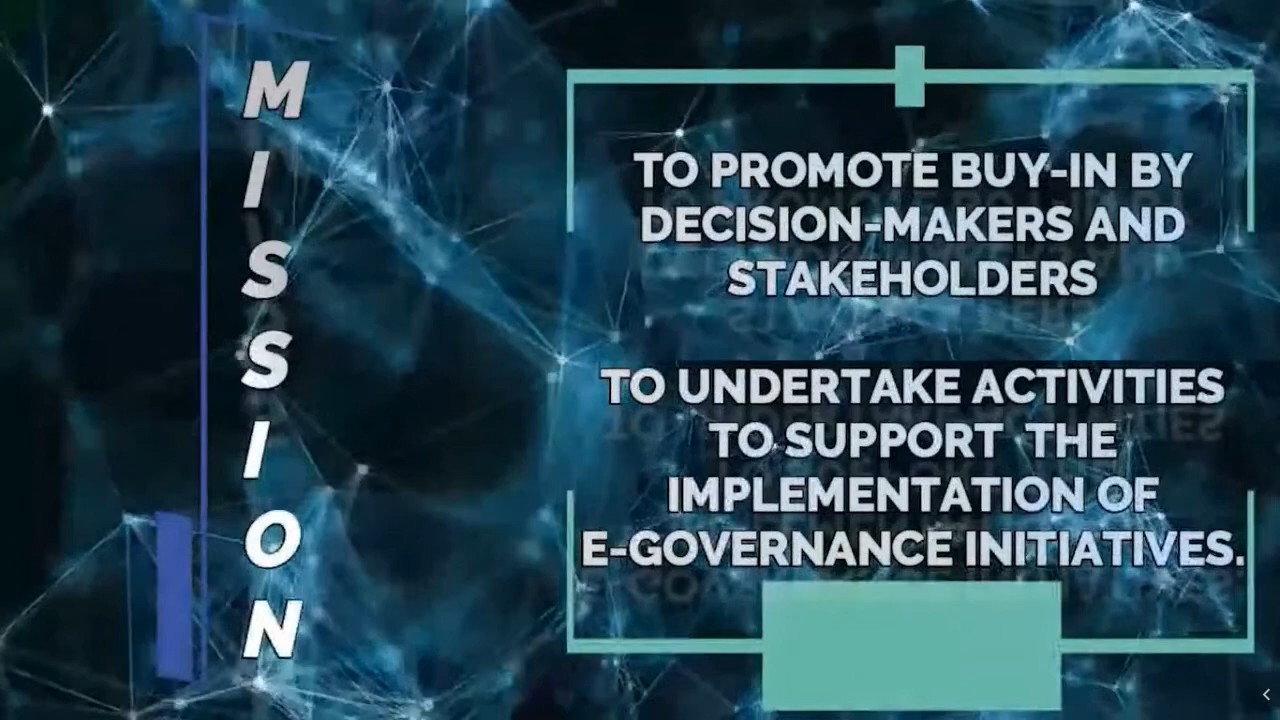 MISSION
TO PROMOTE BUY-IN BY
DECISION-MAKERS AND
STAKEHOLDERS
TO UNDERTAKE ACTIVITIES
TO SUPPORT THE
IMPLEMENTATION OF
E-GOVERNANCE INITIATIVES.